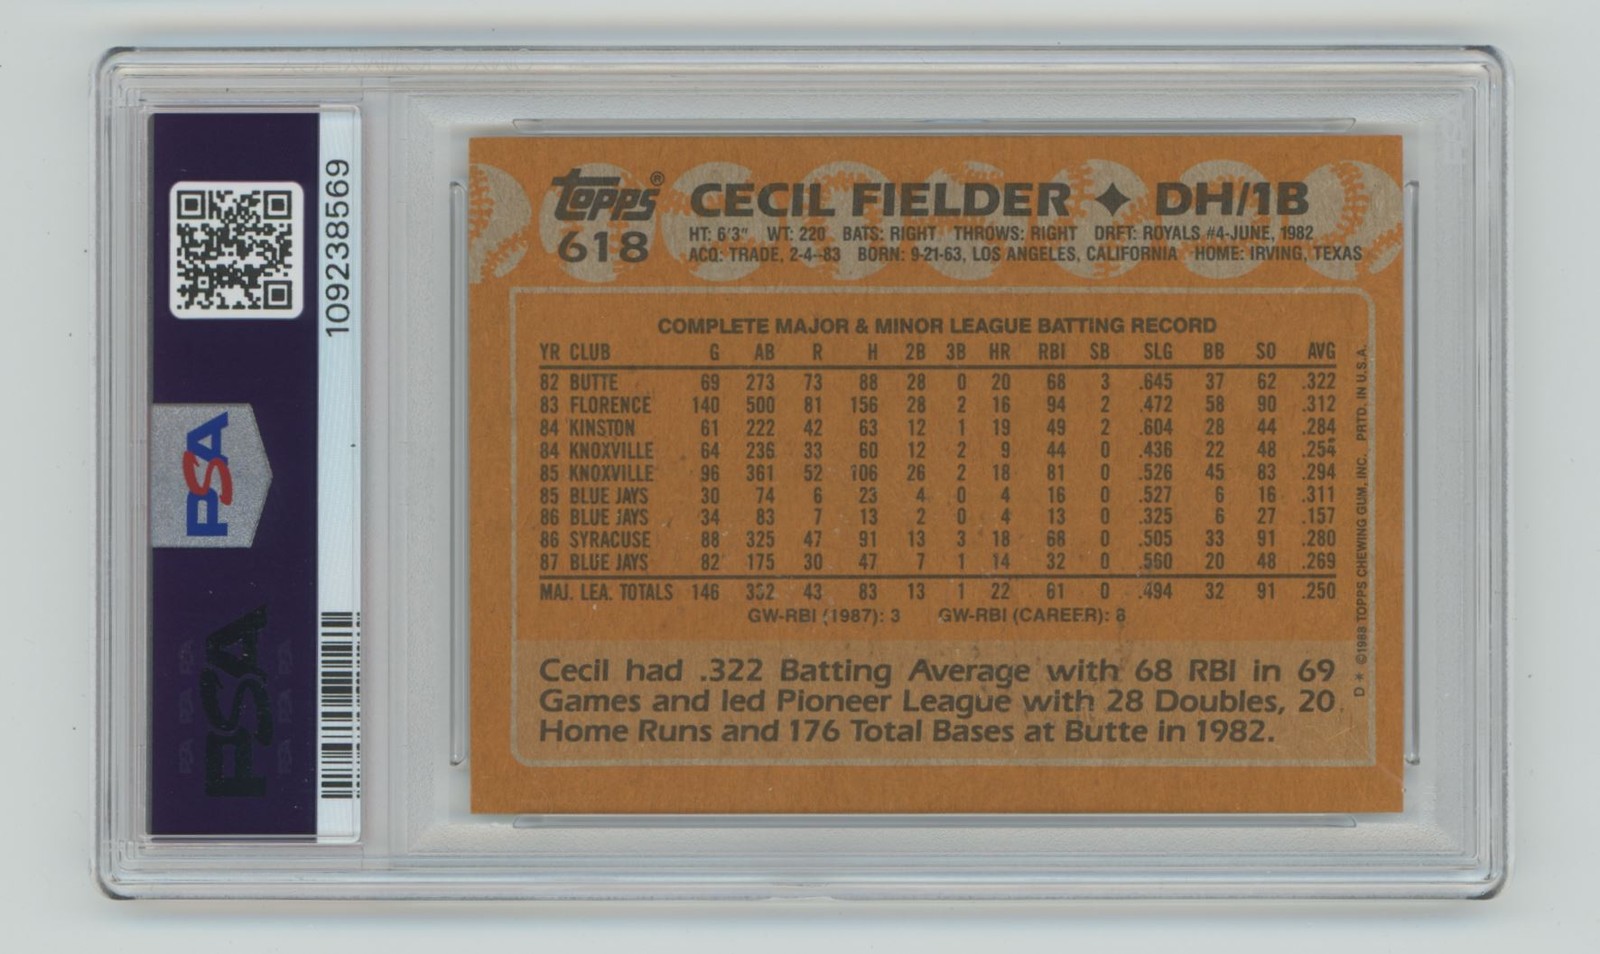 109238569
PSA
PSA
topps® CECIL FIELDER ✦ DH/1B
618
HT: 6'3" WT: 220 BATS: RIGHT THROWS: RIGHT DRFT: ROYALS #4-JUNE, 1982
ACQ: TRADE, 2-4-83 BORN: 9-21-63, LOS ANGELES, CALIFORNIA HOME: IRVING, TEXAS
COMPLETE MAJOR & MINOR LEAGUE BATTING RECORD
YR CLUB G AB R H 2B 3B HR RBI SB SLG BB SO AVG
82 BUTTE 69 273 73 88 28 0 20 68 3 .645 37 62 .322
83 FLORENCE 140 500 81 156 28 2 16 94 2 .472 58 90 .312
84 KINSTON 61 222 42 63 12 1 19 49 2 .604 28 44 .284
84 KNOXVILLE 64 236 33 60 12 2 9 44 0 .436 22 48 .254
85 KNOXVILLE 96 361 52 106 26 2 18 81 0 .526 45 83 .294
85 BLUE JAYS 30 74 6 23 4 0 4 16 0 .527 6 16 .311
86 BLUE JAYS 34 83 7 13 2 0 4 13 0 .325 6 27 .157
86 SYRACUSE 88 325 47 91 13 3 18 68 0 .505 33 91 .280
87 BLUE JAYS 82 175 30 47 7 1 14 32 0 .560 20 48 .269
MAJ. LEA. TOTALS 146 332 43 83 13 1 22 61 0 .494 32 91 .250
GW-RBI (1987): 3 GW-RBI (CAREER): 8
Cecil had .322 Batting Average with 68 RBI in 69
Games and led Pioneer League with 28 Doubles, 20
Home Runs and 176 Total Bases at Butte in 1982.
D* ©1988 TOPPS CHEWING GUM, INC. PRTD. IN U.S.A.